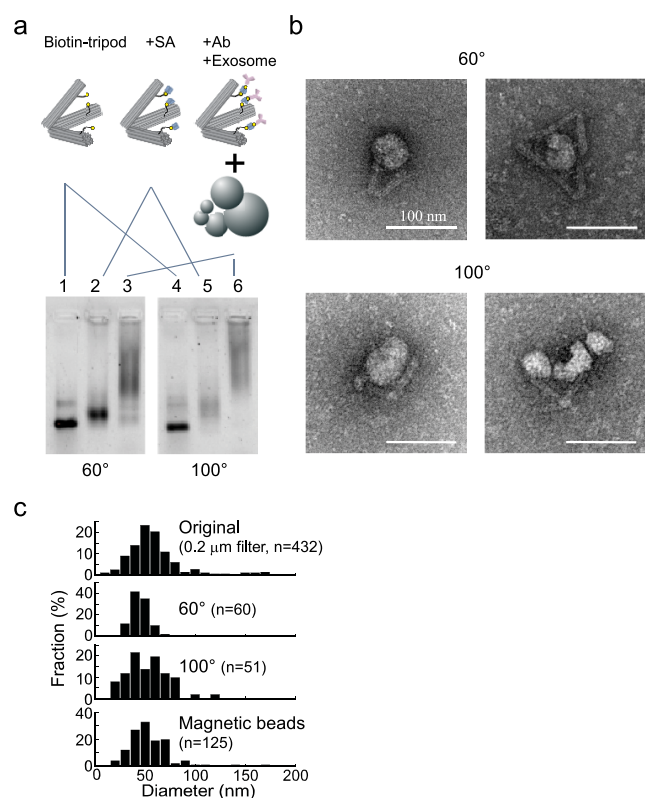 a
Biotin-tripod +SA +Ab
+Exosome
+
1 2 3 4 5 6
60° 100°
b
60°
100 nm
100°
c
Original
(0.2 μm filter, n=432)
60° (n=60)
100° (n=51)
Magnetic beads
(n=125)
Fraction (%)
20
10
0
40
20
0
20
10
0
40
20
0
0 50 100 150 200
Diameter (nm)